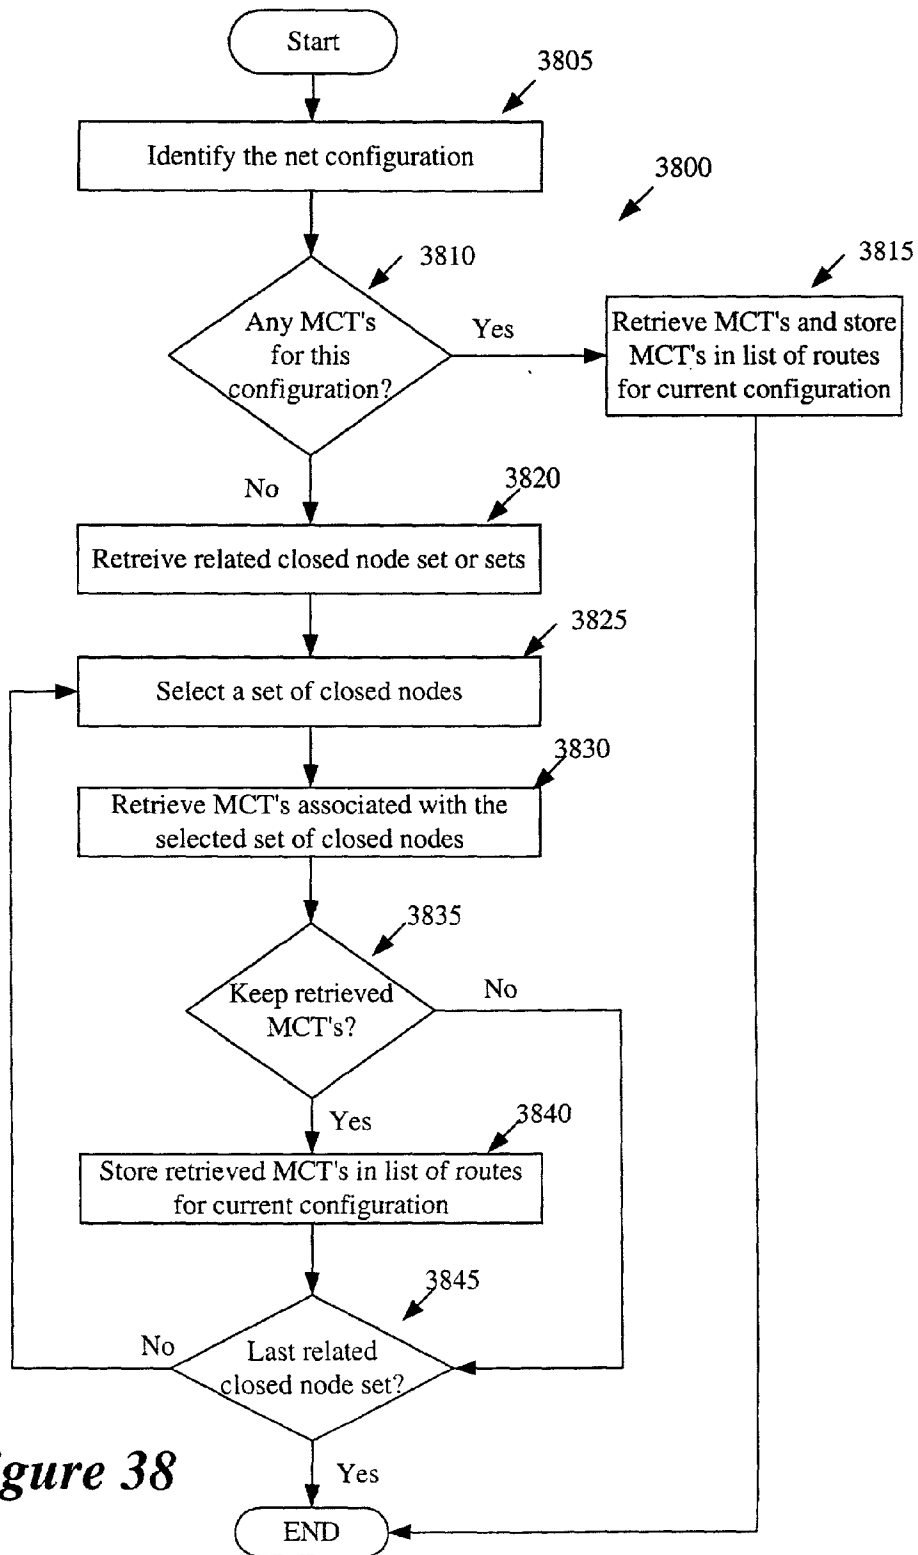 Start
3805
Identify the net configuration
3800
3810
3815
Any MCT's
for this
configuration?
Yes
Retrieve MCT's and store
MCT's in list of routes
for current configuration
No
3820
Retreive related closed node set or sets
3825
Select a set of closed nodes
3830
Retrieve MCT's associated with the
selected set of closed nodes
3835
Keep retrieved
MCT's?
No
Yes
3840
Store retrieved MCT's in list of routes
for current configuration
3845
No
Last related
closed node set?
Yes
gure 38
END